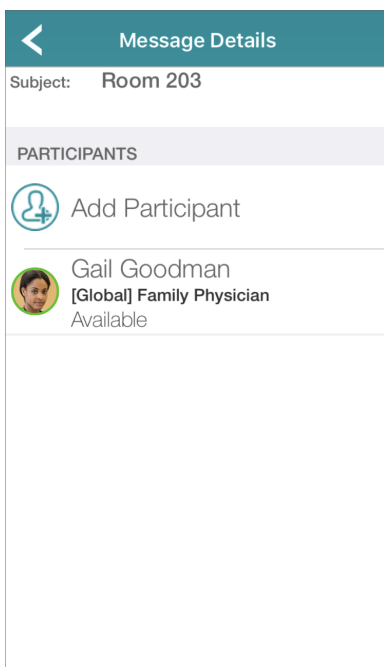 Message Details
Subject: Room 203
PARTICIPANTS
Add Participant
Gail Goodman
[Global] Family Physician
Available